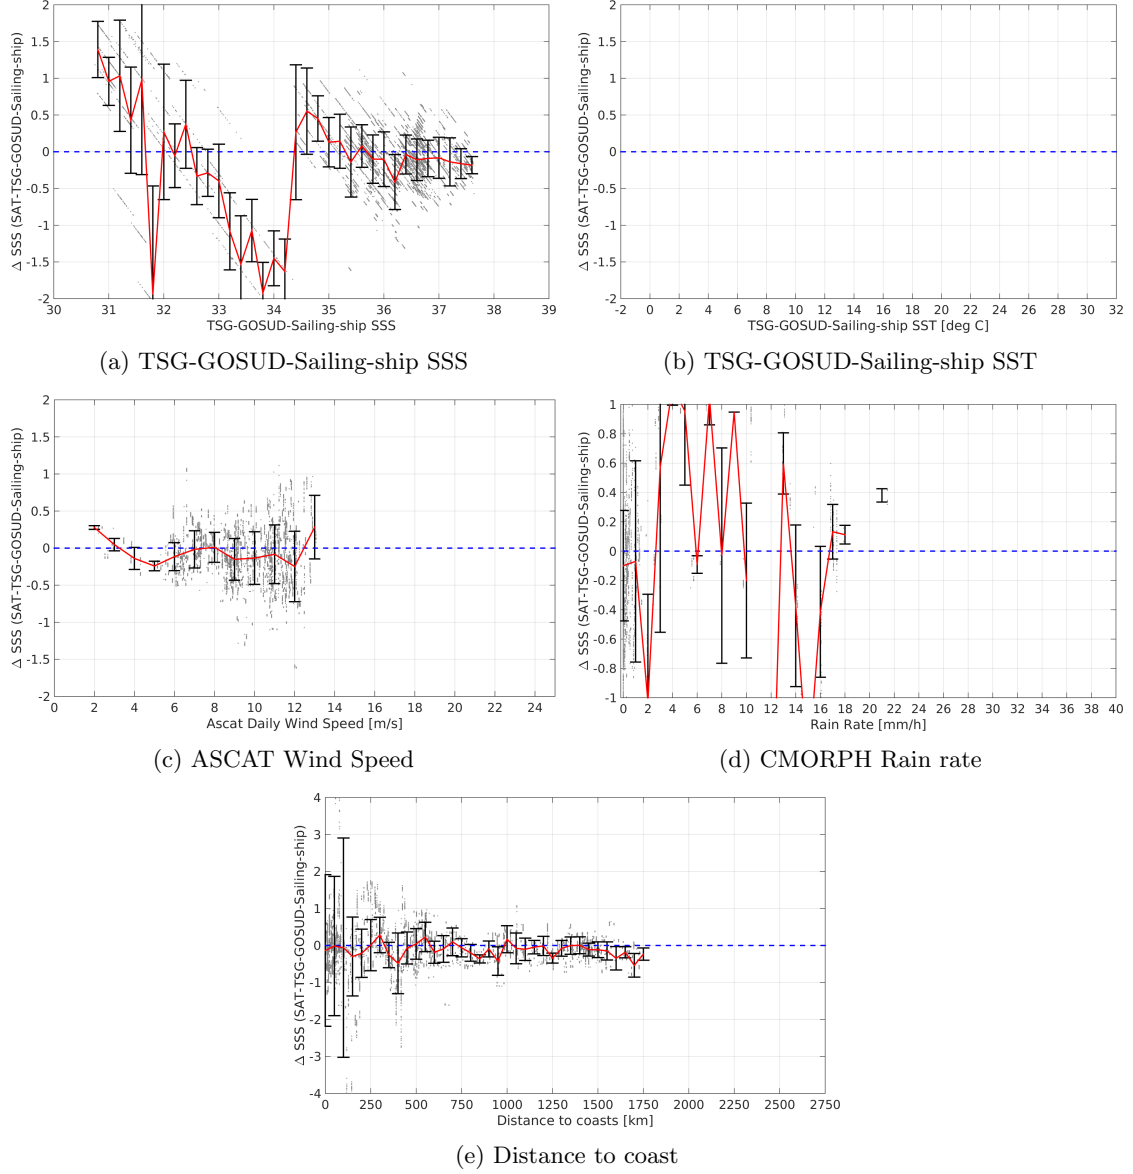 Δ SSS (SAT-TSG-GOSUD-Sailing-ship)
2
1.5
1
0.5
0
-0.5
-1
-1.5
-2
30 31 32 33 34 35 36 37 38 39
TSG-GOSUD-Sailing-ship SSS
(a) TSG-GOSUD-Sailing-ship SSS
Δ SSS (SAT-TSG-GOSUD-Sailing-ship)
2
1.5
1
0.5
0
-0.5
-1
-1.5
-2
-2 0 2 4 6 8 10 12 14 16 18 20 22 24 26 28 30 32
TSG-GOSUD-Sailing-ship SST [deg C]
(b) TSG-GOSUD-Sailing-ship SST
Δ SSS (SAT-TSG-GOSUD-Sailing-ship)
2
1.5
1
0.5
0
-0.5
-1
-1.5
-2
0 2 4 6 8 10 12 14 16 18 20 22 24
Ascat Daily Wind Speed [m/s]
(c) ASCAT Wind Speed
Δ SSS (SAT-TSG-GOSUD-Sailing-ship)
1
0.8
0.6
0.4
0.2
0
-0.2
-0.4
-0.6
-0.8
-1
0 2 4 6 8 10 12 14 16 18 20 22 24 26 28 30 32 34 36 38 40
Rain Rate [mm/h]
(d) CMORPH Rain rate
Δ SSS (SAT-TSG-GOSUD-Sailing-ship)
4
3
2
1
0
-1
-2
-3
-4
0 250 500 750 1000 1250 1500 1750 2000 2250 2500 2750
Distance to coasts [km]
(e) Distance to coast